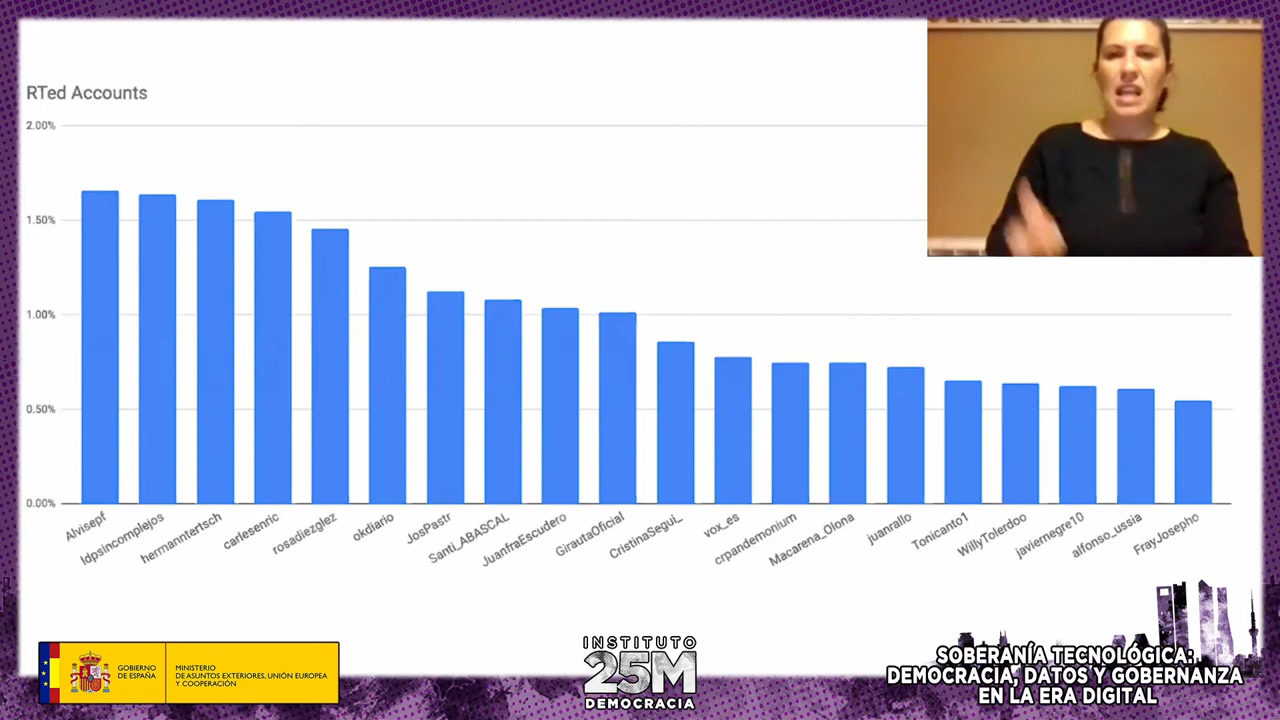 RTed Accounts
2.00%
1.50%
1.00%
0.50%
0.00%
Alvisepf
ldpsincomplejos
hermanntertsch
carlesenric
rosadiezglez
okdiario
JosPastr
Santi_ABASCAL
JuanfraEscudero
GirautaOficial
CristinaSegui_
vox_es
crpandemonium
Macarena_Olona
juanrallo
Tonicanto1
WillyTolerdoo
javiernegre10
alfonso_ussia
FrayJosepho
GOBIERNO
DE ESPAÑA
MINISTERIO
DE ASUNTOS EXTERIORES, UNIÓN EUROPEA
Y COOPERACIÓN
INSTITUTO
25M
DEMOCRACIA
SOBERANÍA TECNOLÓGICA:
DEMOCRACIA, DATOS Y GOBERNANZA
EN LA ERA DIGITAL